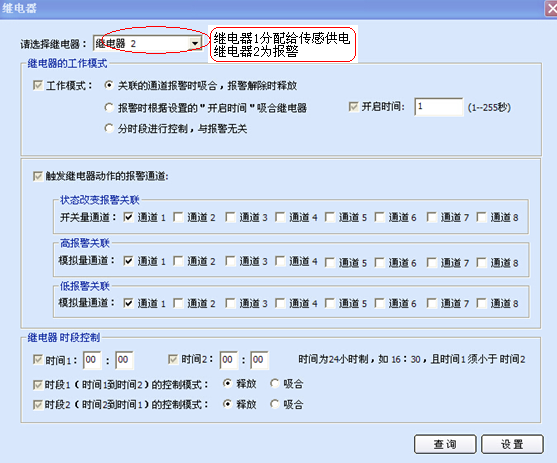 继电器
请选择继电器： 继电器 2 继电器1分配给传感供电
继电器2为报警
继电器的工作模式
工作模式： 关联的通道报警时吸合，报警解除时释放
报警时根据设置的"开启时间"吸合继电器 开启时间： 1 (1--255秒)
分时段进行控制，与报警无关
触发继电器动作的报警通道：
状态改变报警关联
开关量通道： 通道 1 通道 2 通道 3 通道 4 通道 5 通道 6 通道 7 通道 8
高报警关联
模拟量通道： 通道 1 通道 2 通道 3 通道 4 通道 5 通道 6 通道 7 通道 8
低报警关联
模拟量通道： 通道 1 通道 2 通道 3 通道 4 通道 5 通道 6 通道 7 通道 8
继电器 时段控制
时间1： 00 : 00 时间2： 00 : 00 时间为24小时制，如 16：30，且时间1 须小于 时间2
时段1（时间1到时间2）的控制模式： 释放 吸合
时段2（时间2到时间1）的控制模式： 释放 吸合
查询 设置